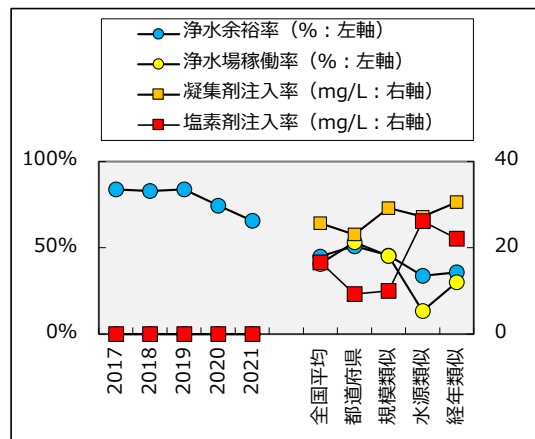 浄水余裕率（%：左軸）
浄水場稼働率（%：左軸）
凝集剤注入率（mg/L：右軸）
塩素剤注入率（mg/L：右軸）
100%
40
50%
20
0%
0
2017
2018
2019
2020
2021
全国平均
都道府県
規模類似
水源類似
経年類似